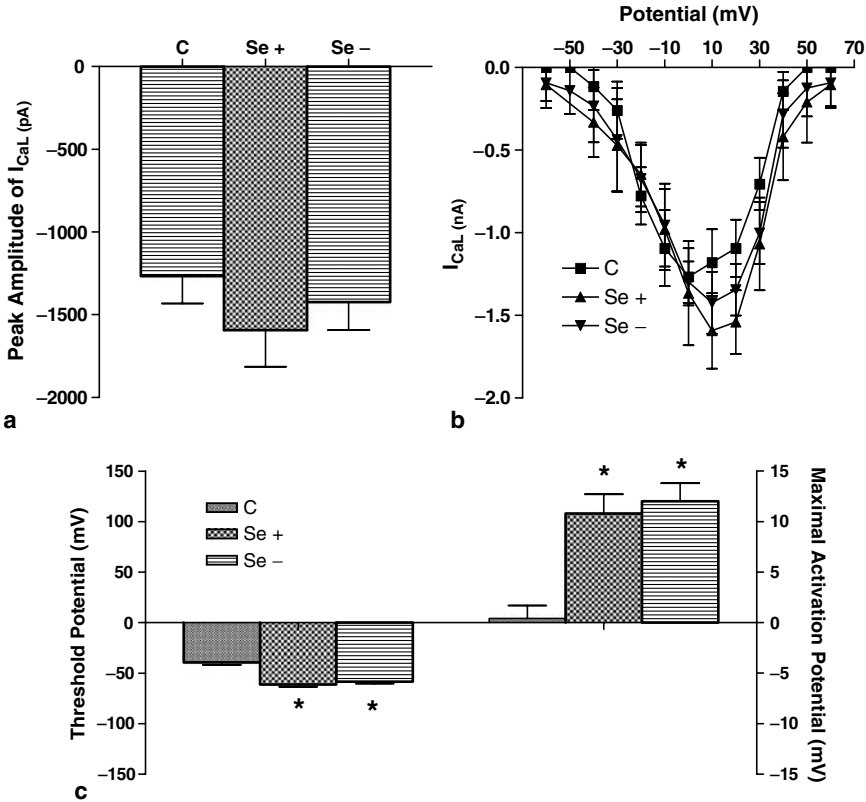 C Se + Se –
0
–500
–1000
–1500
–2000
Peak Amplitude of I CaL (pA)
a
Potential (mV)
–50 –30 –10 10 30 50 70
0.0
–0.5
–1.0
–1.5
–2.0
I CaL (nA)
C
Se +
Se –
b
150
100
50
0
–50
–100
–150
Threshold Potential (mV)
C
Se +
Se –
* *
* *
15
10
5
0
–5
–10
–15
Maximal Activation Potential (mV)
c